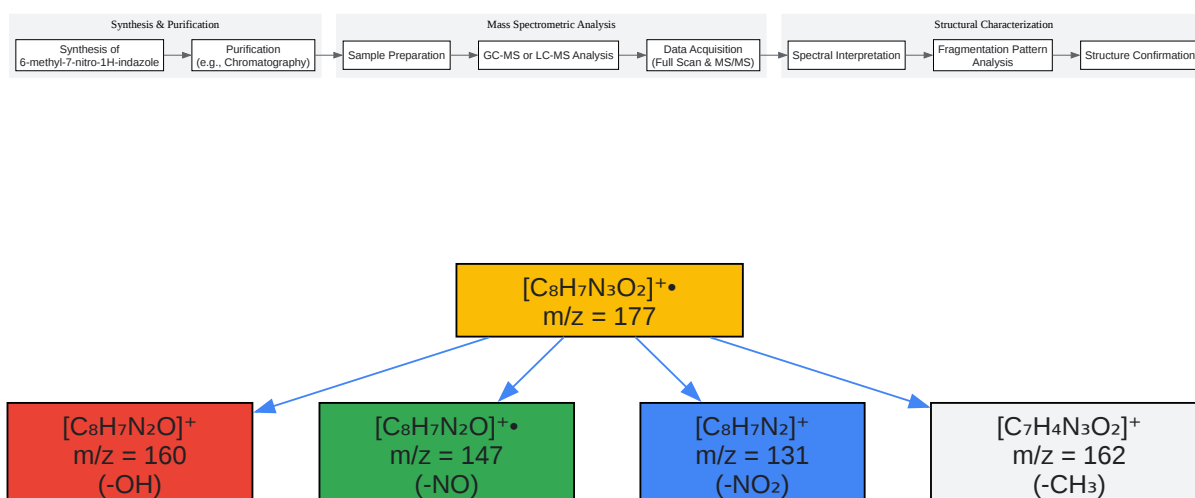 Synthesis & Purification
Mass Spectrometric Analysis
Structural Characterization
Synthesis of
6-methyl-7-nitro-1H-indazole
Purification
(e.g., Chromatography)
Sample Preparation
GC-MS or LC-MS Analysis
Data Acquisition
(Full Scan & MS/MS)
Spectral Interpretation
Fragmentation Pattern
Analysis
Structure Confirmation
[C₈H₇N₃O₂]⁺•
m/z = 177
[C₈H₇N₂O]⁺
m/z = 160
(-OH)
[C₈H₇N₂O]⁺•
m/z = 147
(-NO)
[C₈H₇N₂]⁺
m/z = 131
(-NO₂)
[C₇H₄N₃O₂]⁺
m/z = 162
(-CH₃)